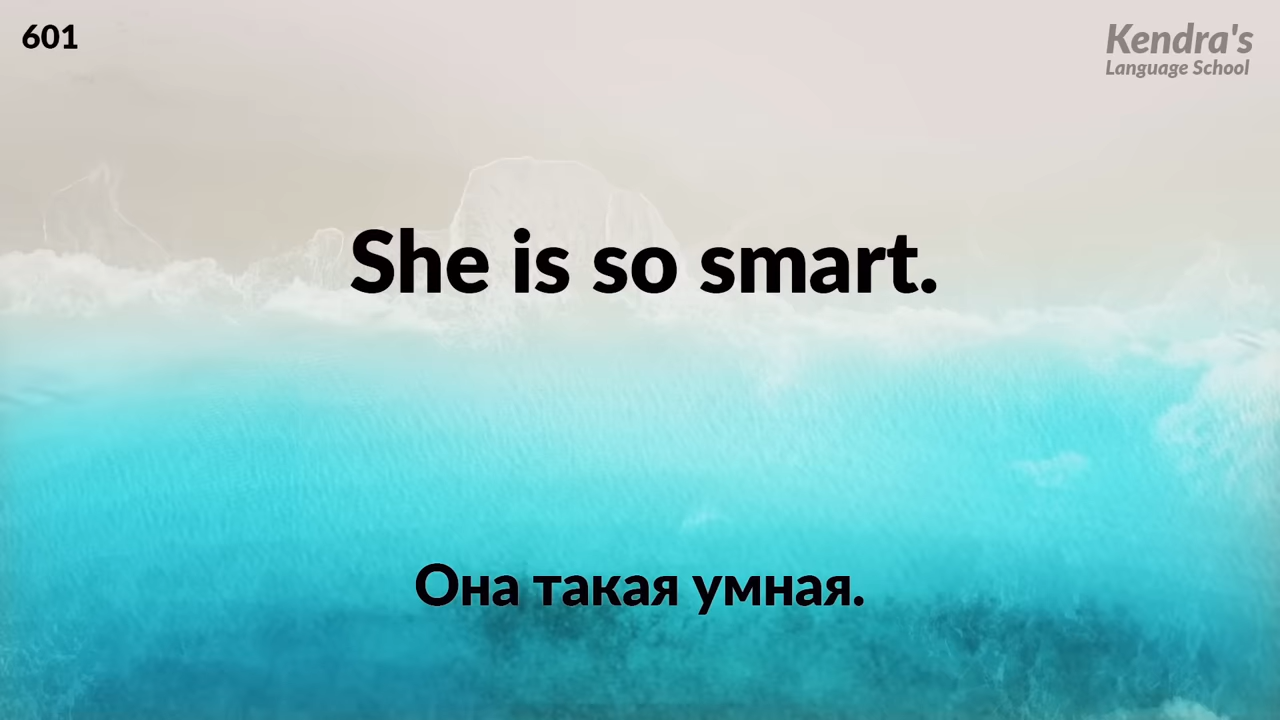 601
Kendra's
Language School
She is so smart.
Она такая умная.